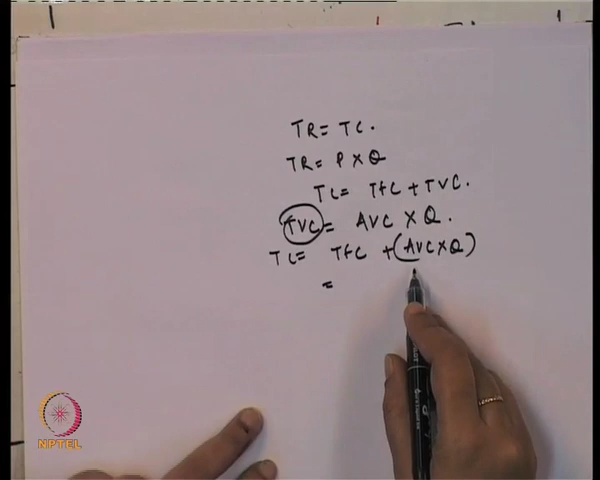 TR = TC.
TR = P X Q
TC = TFC + TVC.
TVC = AVC X Q.
TC = TFC + (AVC X Q)
=
NPTEL